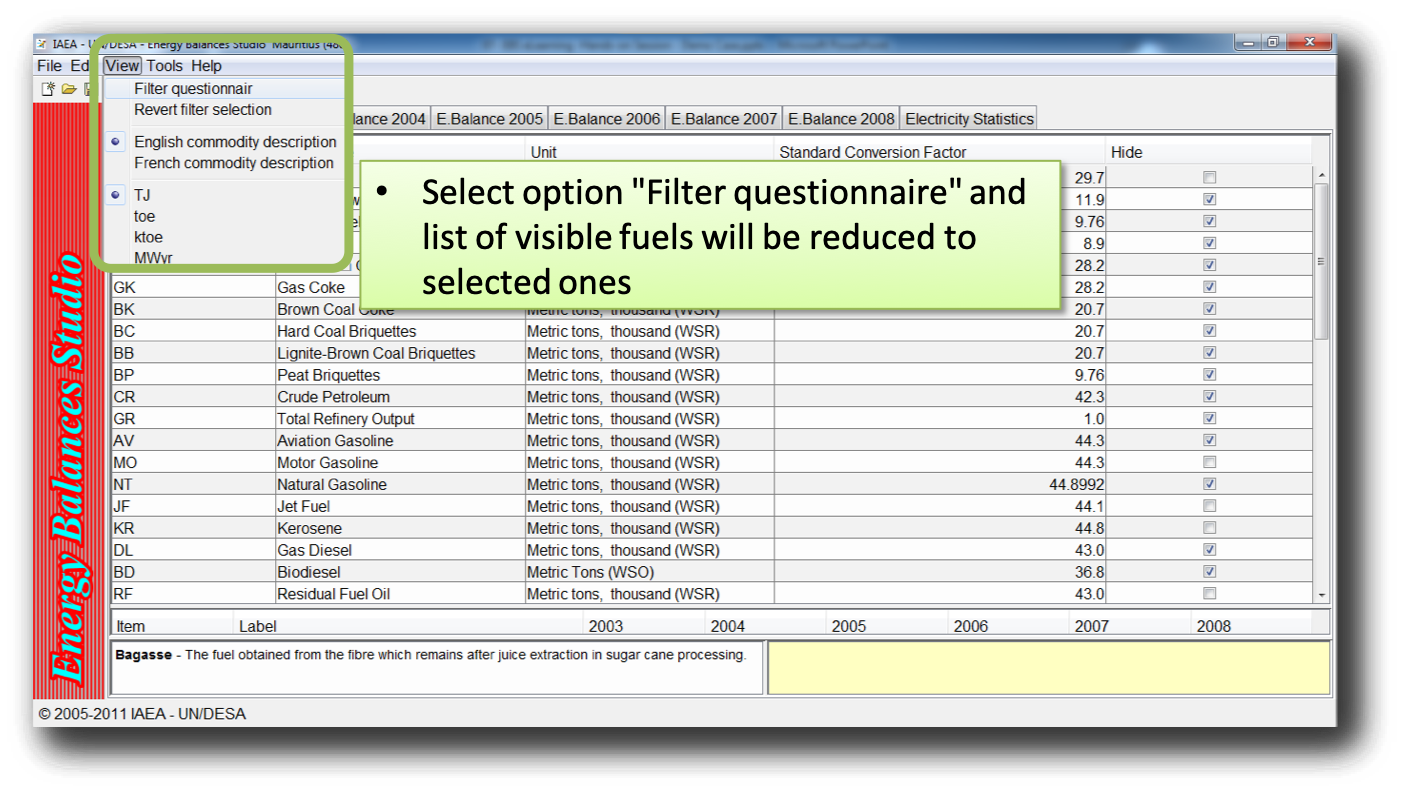 IAEA - UN/DESA - Energy Balances Studio Mauritius (480
File Ed View Tools Help
Filter questionnair
Revert filter selection
English commodity description
French commodity description
TJ
toe
ktoe
MWyr
lance 2004 E.Balance 2005 E.Balance 2006 E.Balance 2007 E.Balance 2008 Electricity Statistics
Unit Standard Conversion Factor Hide
• Select option "Filter questionnaire" and
list of visible fuels will be reduced to
selected ones
29.7
11.9
9.76
8.9
28.2
GK Gas Coke 28.2
BK Brown Coal Coke Metric tons, thousand (WSR) 20.7
BC Hard Coal Briquettes Metric tons, thousand (WSR) 20.7
BB Lignite-Brown Coal Briquettes Metric tons, thousand (WSR) 20.7
BP Peat Briquettes Metric tons, thousand (WSR) 9.76
CR Crude Petroleum Metric tons, thousand (WSR) 42.3
GR Total Refinery Output Metric tons, thousand (WSR) 1.0
AV Aviation Gasoline Metric tons, thousand (WSR) 44.3
MO Motor Gasoline Metric tons, thousand (WSR) 44.3
NT Natural Gasoline Metric tons, thousand (WSR) 44.8992
JF Jet Fuel Metric tons, thousand (WSR) 44.1
KR Kerosene Metric tons, thousand (WSR) 44.8
DL Gas Diesel Metric tons, thousand (WSR) 43.0
BD Biodiesel Metric Tons (WSO) 36.8
RF Residual Fuel Oil Metric tons, thousand (WSR) 43.0
Item Label 2003 2004 2005 2006 2007 2008
Bagasse - The fuel obtained from the fibre which remains after juice extraction in sugar cane processing.
Energy Balances Studio
© 2005-2011 IAEA - UN/DESA